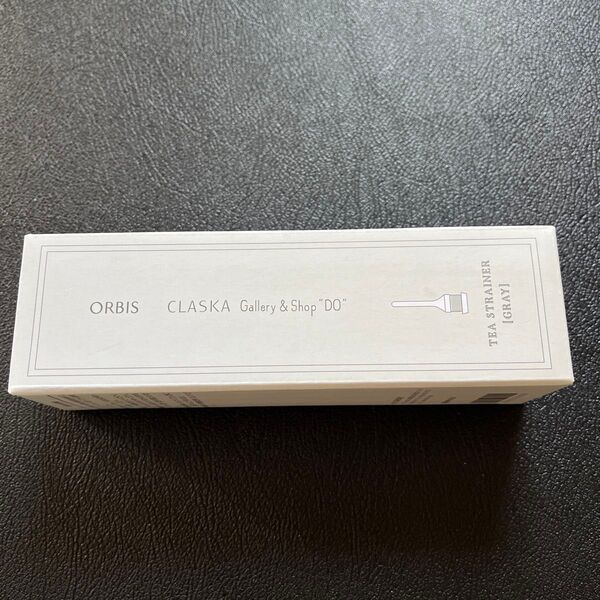 ORBIS
CLASKA Gallery & Shop "DO"
TEA STRAINER
[GRAY]